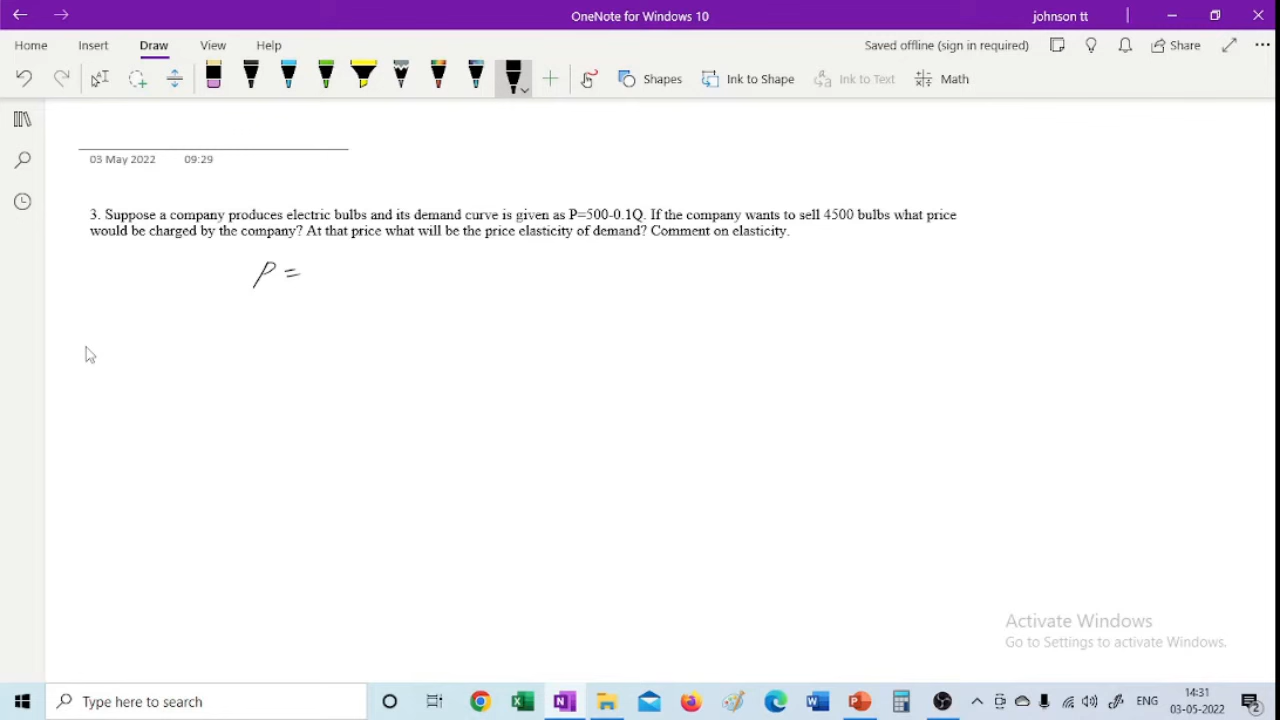 OneNote for Windows 10
johnson tt
Home Insert Draw View Help
Saved offline (sign in required) Share
Shapes Ink to Shape Ink to Text Math
03 May 2022 09:29
3. Suppose a company produces electric bulbs and its demand curve is given as P=500-0.1Q. If the company wants to sell 4500 bulbs what price
would be charged by the company? At that price what will be the price elasticity of demand? Comment on elasticity.
P =
Activate Windows
Go to Settings to activate Windows.
Type here to search
ENG
14:31
03-05-2022
2